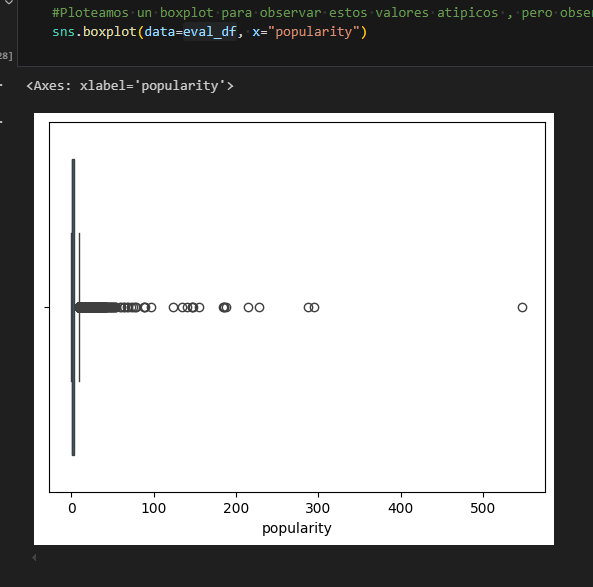 #Ploteamos un boxplot para observar estos valores atipicos , pero
sns.boxplot(data=eval_df, x="popularity")
28]
<Axes: xlabel='popularity'>
0 100 200 300 400 500
popularity